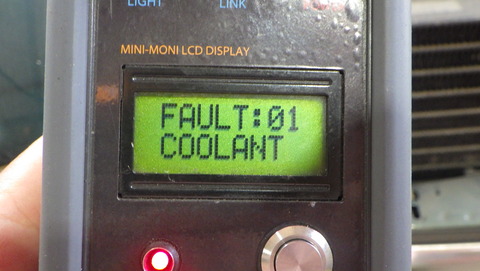 LIGHT LINK
MINI-MONI LCD DISPLAY
FAULT:01
COOLANT